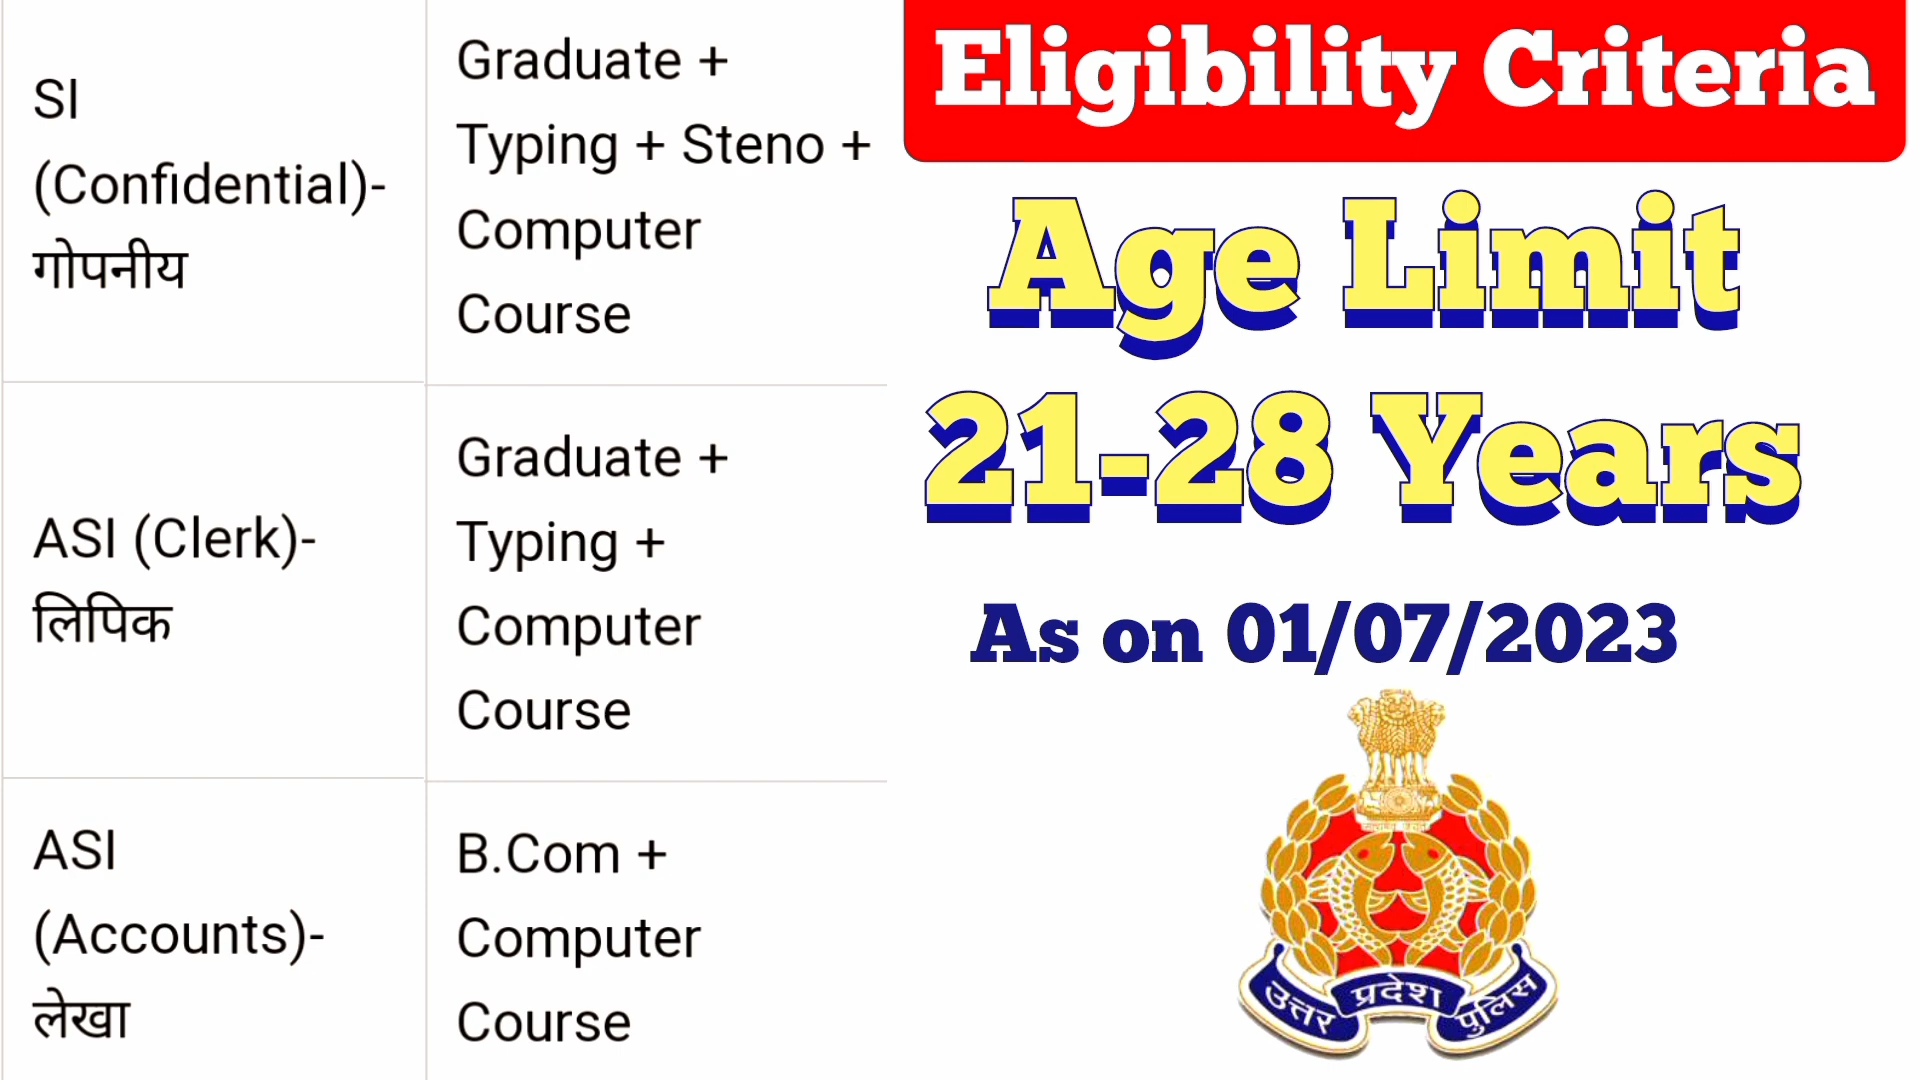 SI
(Confidential)-
गोपनीय
Graduate +
Typing + Steno +
Computer
Course
ASI (Clerk)-
लिपिक
Graduate +
Typing +
Computer
Course
ASI
(Accounts)-
लेखा
B.Com +
Computer
Course
Eligibility Criteria
Age Limit
21-28 Years
As on 01/07/2023
उत्तर प्रदेश पुलिस